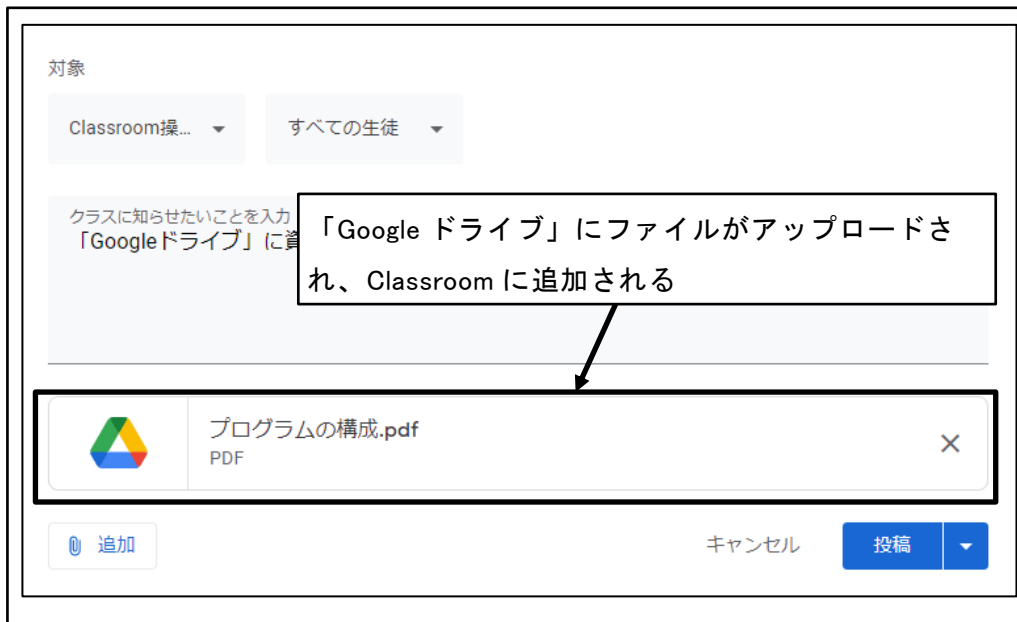 対象
Classroom操... すべての生徒
クラスに知らせたいことを入力
「Googleドライブ」に
「Google ドライブ」にファイルがアップロードさ
れ、Classroom に追加される
プログラムの構成.pdf
PDF
追加 キャンセル 投稿